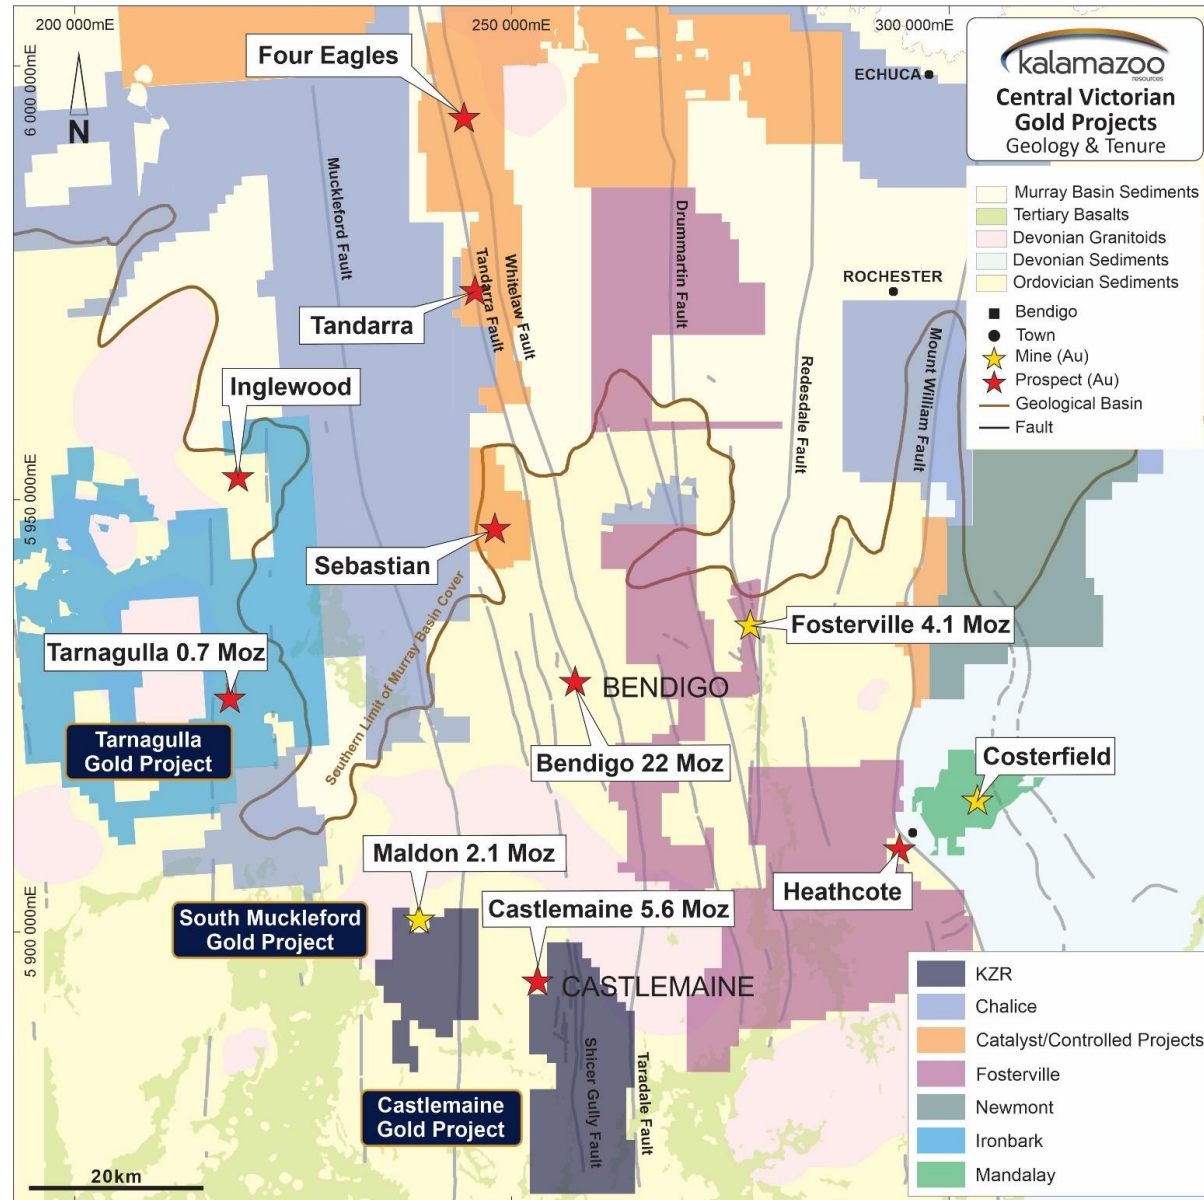 200 000mE
250 000mE
300 000mE
6 000 000mE
5 950 000mE
5 900 000mE
N
kalamazoo
resources
Central Victorian
Gold Projects
Geology & Tenure
Murray Basin Sediments
Tertiary Basalts
Devonian Granitoids
Devonian Sediments
Ordovician Sediments
Bendigo
Town
Mine (Au)
Prospect (Au)
Geological Basin
Fault
Four Eagles
ECHUCA
Muckleford Fault
Tandarra Fault
Whitelaw Fault
Drummartin Fault
Redesdale Fault
Mount William Fault
ROCHESTER
Tandarra
Inglewood
Sebastian
Southern Limit of Murray Basin Cover
Fosterville 4.1 Moz
Tarnagulla 0.7 Moz
BENDIGO
Tarnagulla
Gold Project
Bendigo 22 Moz
Costerfield
Maldon 2.1 Moz
Heathcote
South Muckleford
Gold Project
Castlemaine 5.6 Moz
CASTLEMAINE
Castlemaine
Gold Project
Shicer Gully Fault
Taradale Fault
KZR
Chalice
Catalyst/Controlled Projects
Fosterville
Newmont
Ironbark
Mandalay
20km